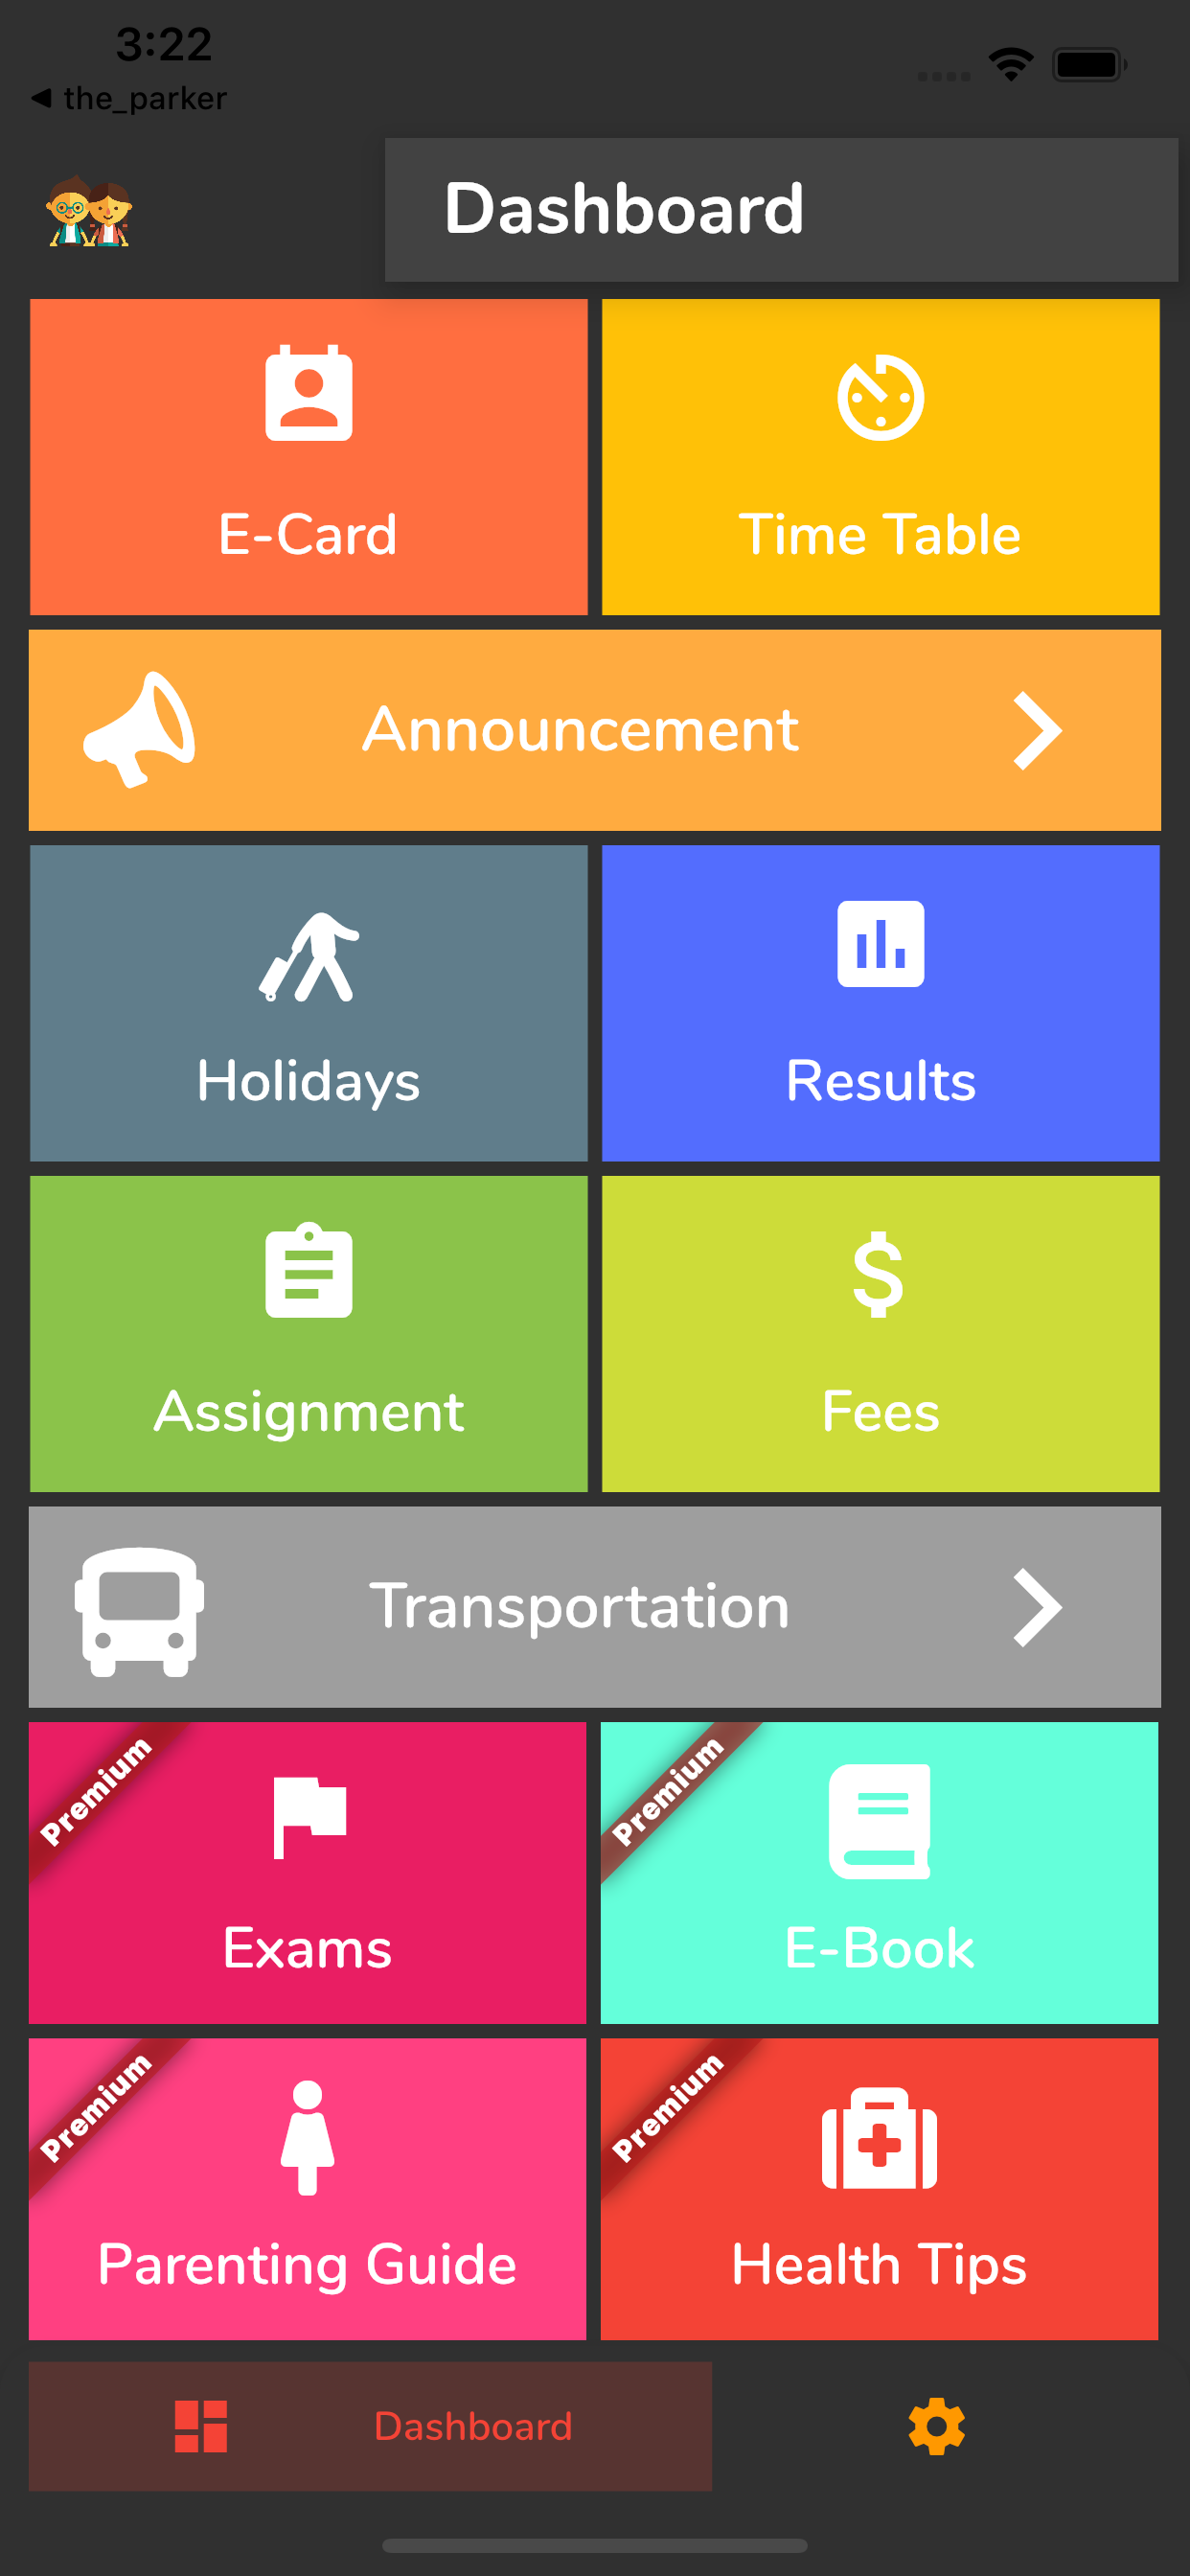 3:22
the_parker
Dashboard
E-Card
Time Table
Announcement
Holidays
Results
Assignment
Fees
Transportation
Premium
Exams
Premium
E-Book
Premium
Parenting Guide
Premium
Health Tips
Dashboard